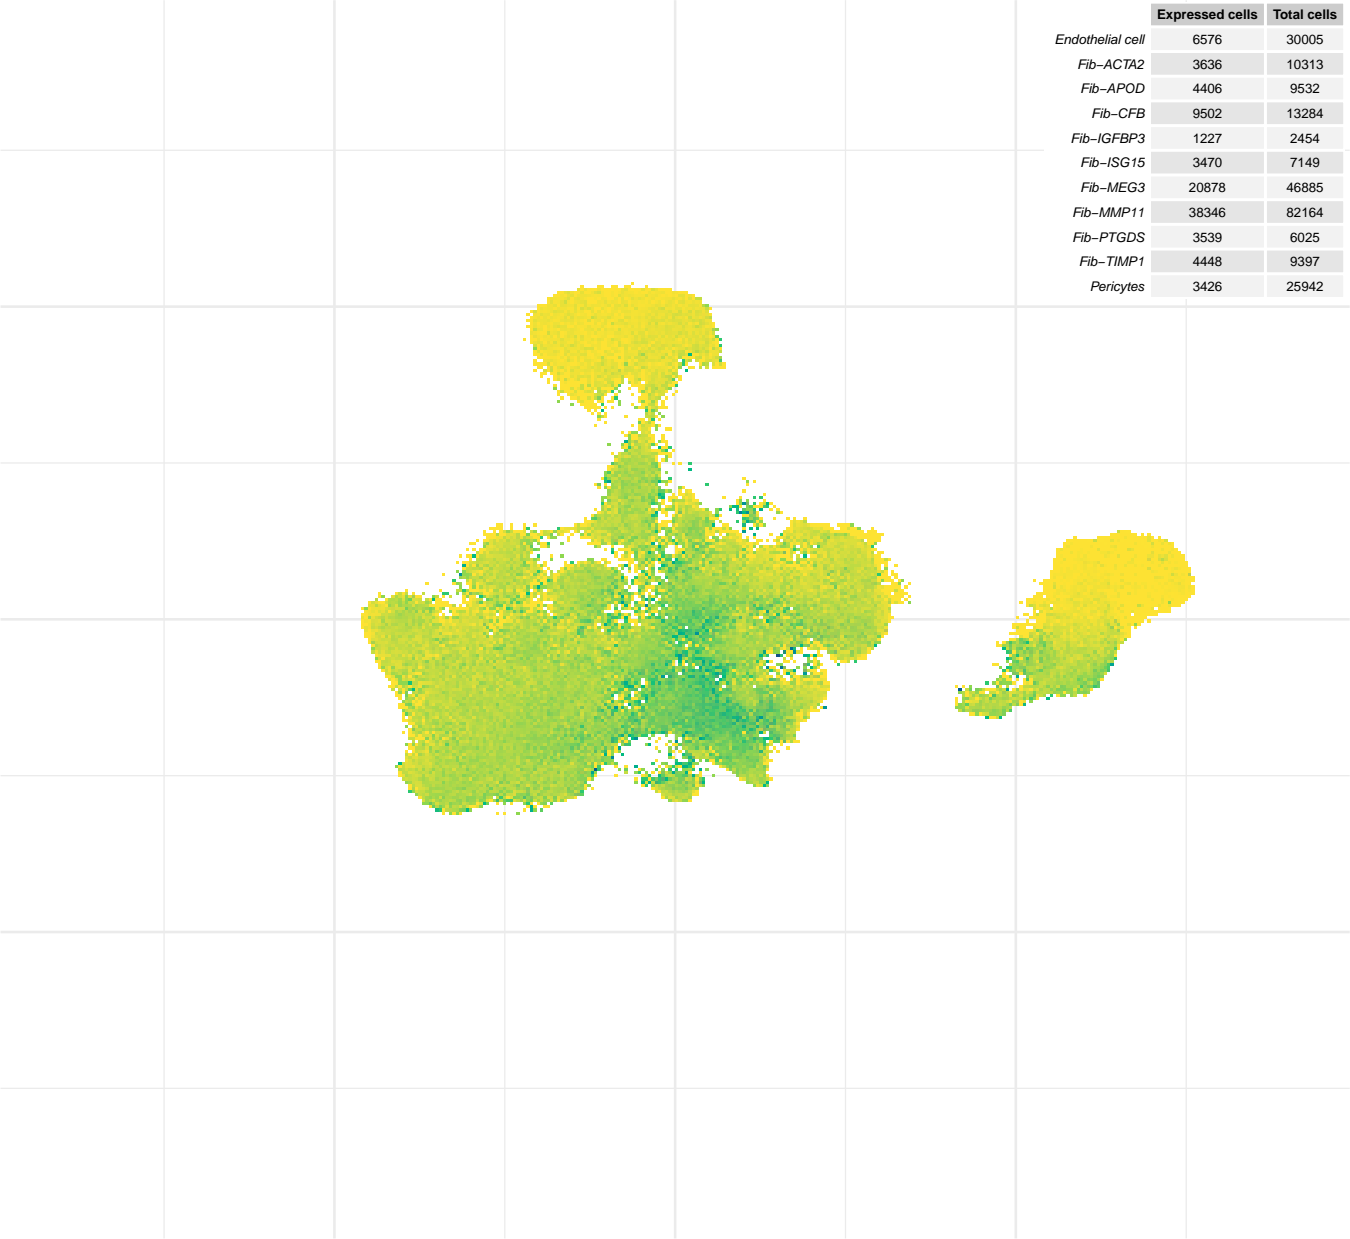 Expressed cells Total cells
Endothelial cell 6576 30005
Fib−ACTA2 3636 10313
Fib−APOD 4406 9532
Fib−CFB 9502 13284
Fib−IGFBP3 1227 2454
Fib−ISG15 3470 7149
Fib−MEG3 20878 46885
Fib−MMP11 38346 82164
Fib−PTGDS 3539 6025
Fib−TIMP1 4448 9397
Pericytes 3426 25942